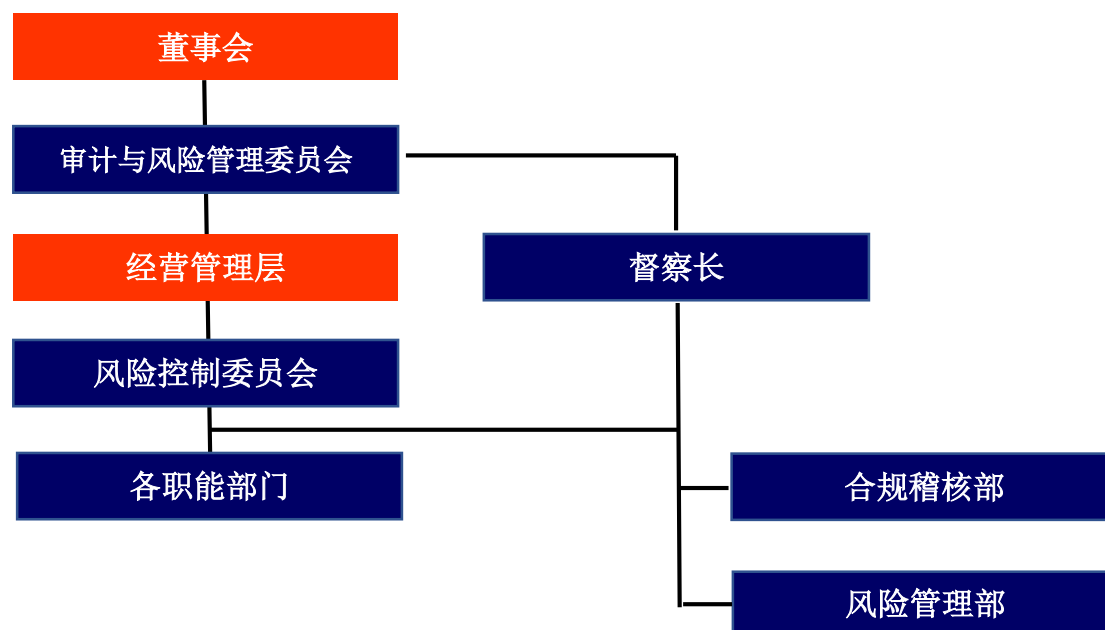 董事会
审计与风险管理委员会
经营管理层
督察长
风险控制委员会
各职能部门
合规稽核部
风险管理部